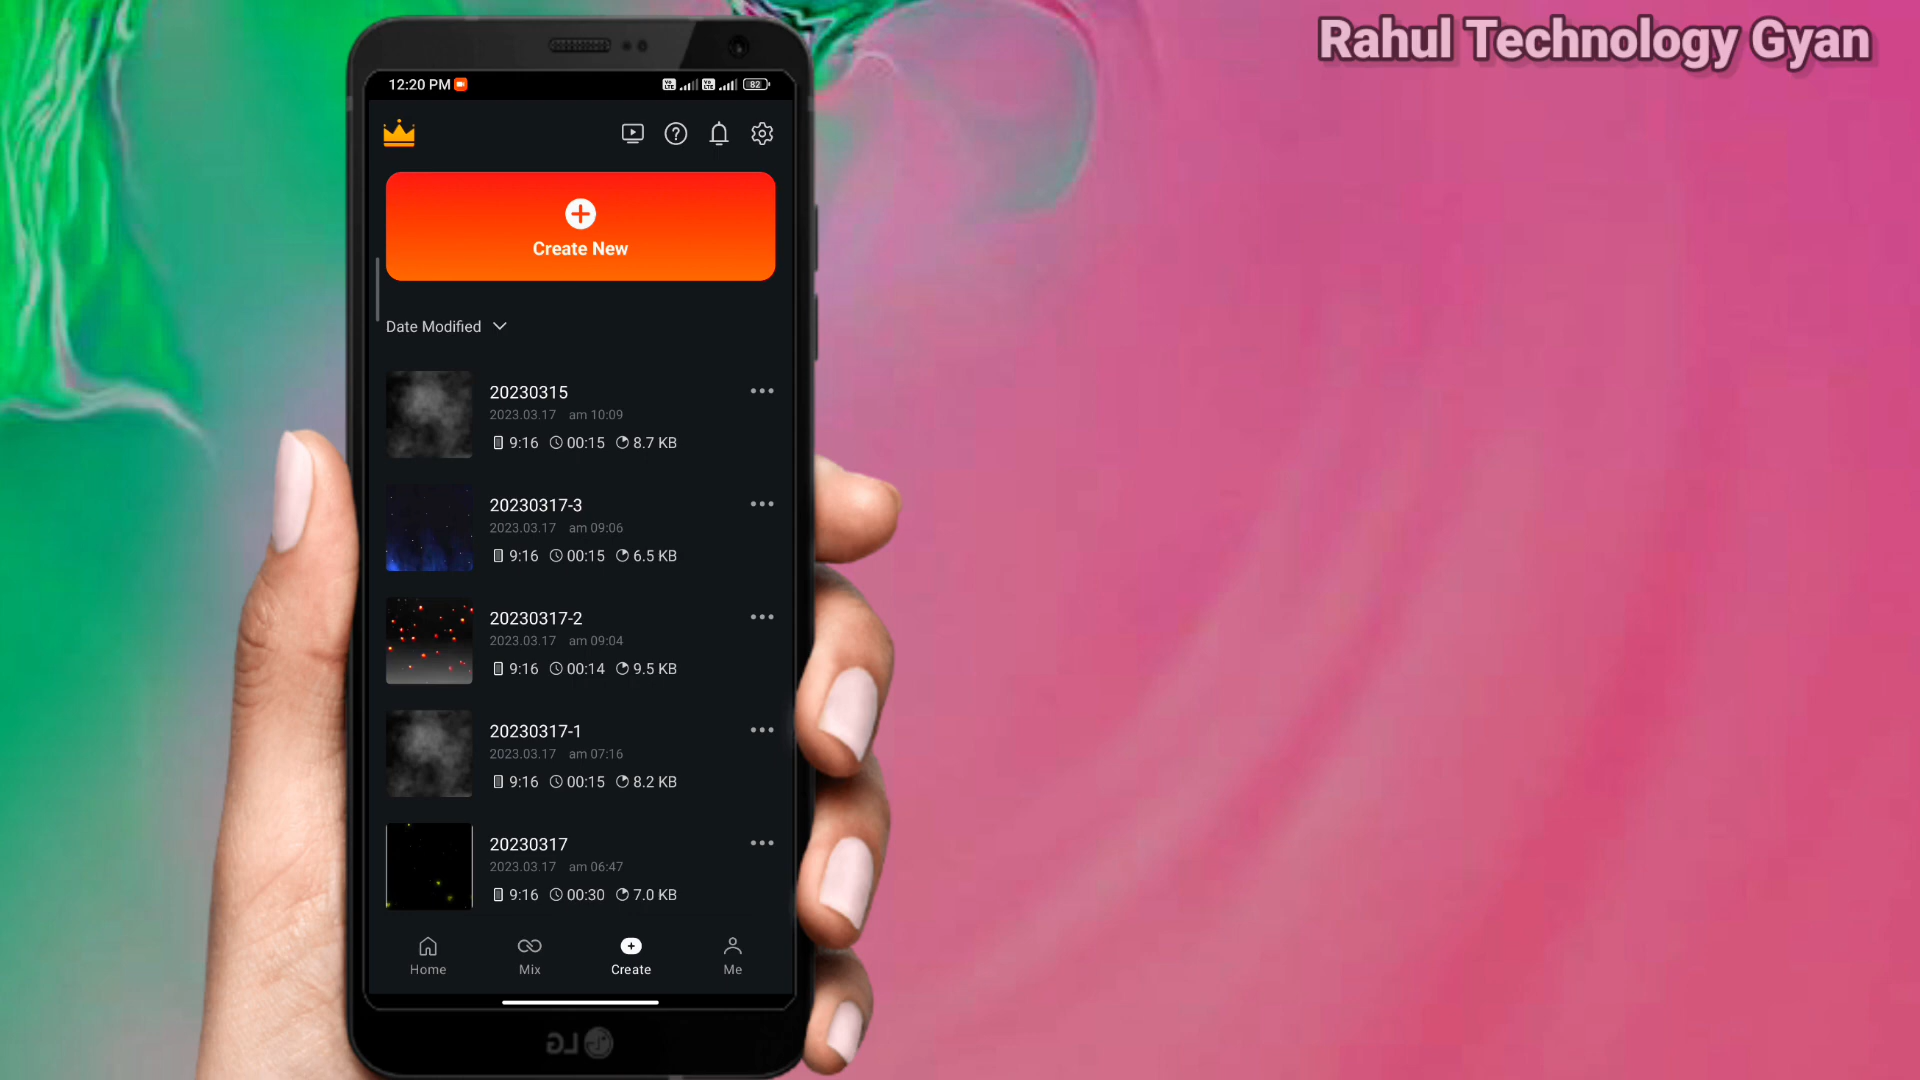 Rahul Technology Gyan
12:20 PM
82
Create New
Date Modified
20230315
2023.03.17 am 10:09
9:16 00:15 8.7 KB
20230317-3
2023.03.17 am 09:06
9:16 00:15 6.5 KB
20230317-2
2023.03.17 am 09:04
9:16 00:14 9.5 KB
20230317-1
2023.03.17 am 07:16
9:16 00:15 8.2 KB
20230317
2023.03.17 am 06:47
9:16 00:30 7.0 KB
Home Mix Create Me
LG